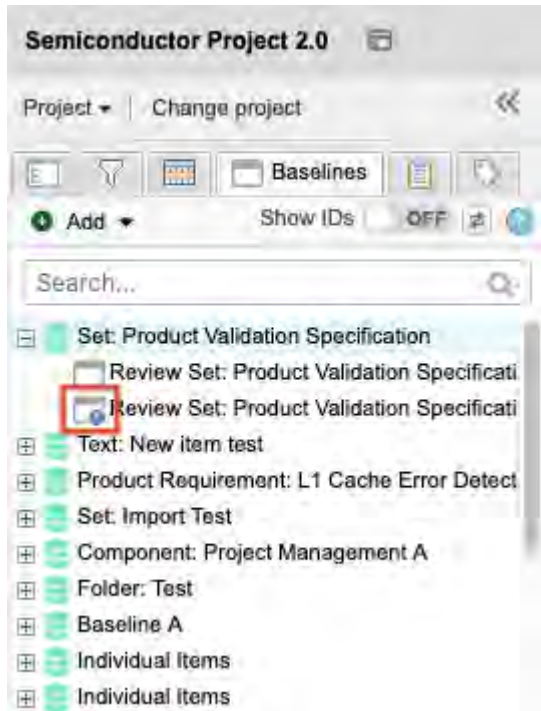 Semiconductor Project 2.0
Project Change project
Baselines
Add Show IDs OFF
Search...
Set: Product Validation Specification
Review Set: Product Validation Specificati
Review Set: Product Validation Specificati
Text: New item test
Product Requirement: L1 Cache Error Detect
Set: Import Test
Component: Project Management A
Folder: Test
Baseline A
Individual Items
Individual Items